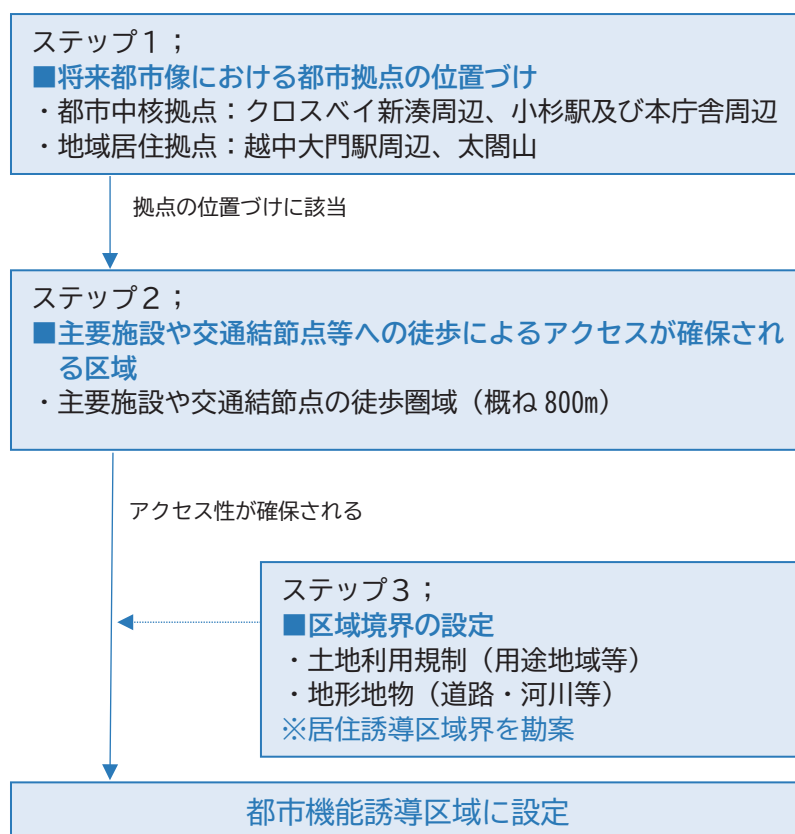 ステップ1；
■将来都市像における都市拠点の位置づけ
・都市中核拠点：クロスベイ新湊周辺、小杉駅及び本庁舎周辺
・地域居住拠点：越中大門駅周辺、太閤山
拠点の位置づけに該当
ステップ2；
■主要施設や交通結節点等への徒歩によるアクセスが確保され
る区域
・主要施設や交通結節点の徒歩圏域（概ね 800m）
アクセス性が確保される
ステップ3；
■区域境界の設定
・土地利用規制（用途地域等）
・地形地物（道路・河川等）
※居住誘導区域界を勘案
都市機能誘導区域に設定